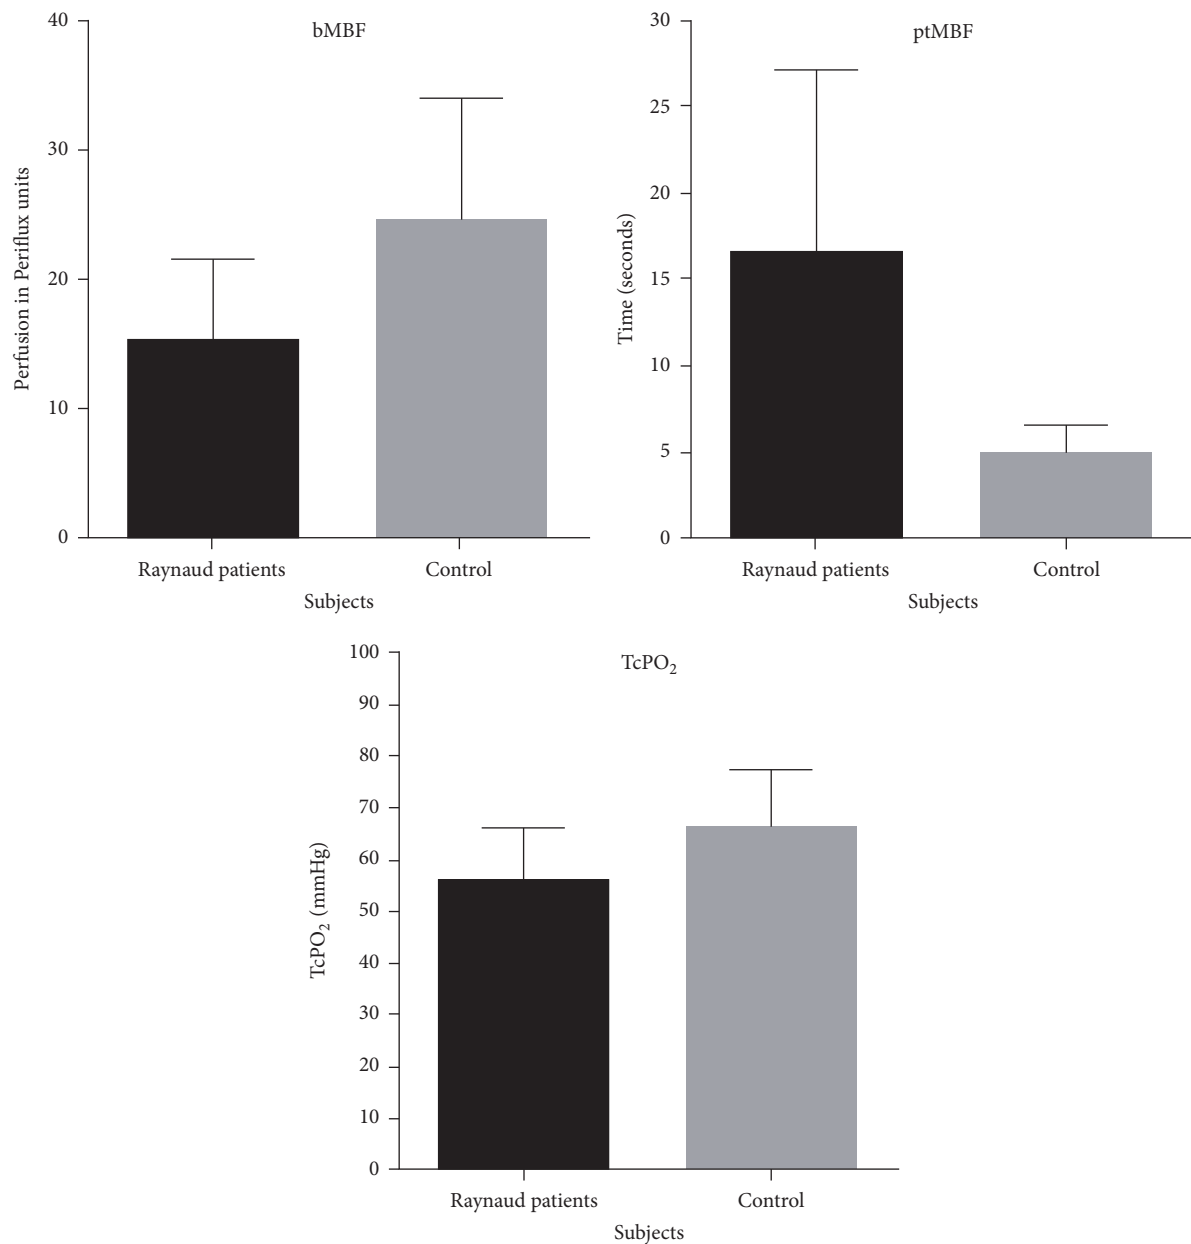 bMBF
Perfusion in Periflux units
40
30
20
10
0
Raynaud patients
Control
Subjects
ptMBF
Time (seconds)
30
25
20
15
10
5
0
Raynaud patients
Control
Subjects
TcPO₂
TcPO₂ (mmHg)
100
90
80
70
60
50
40
30
20
10
0
Raynaud patients
Control
Subjects